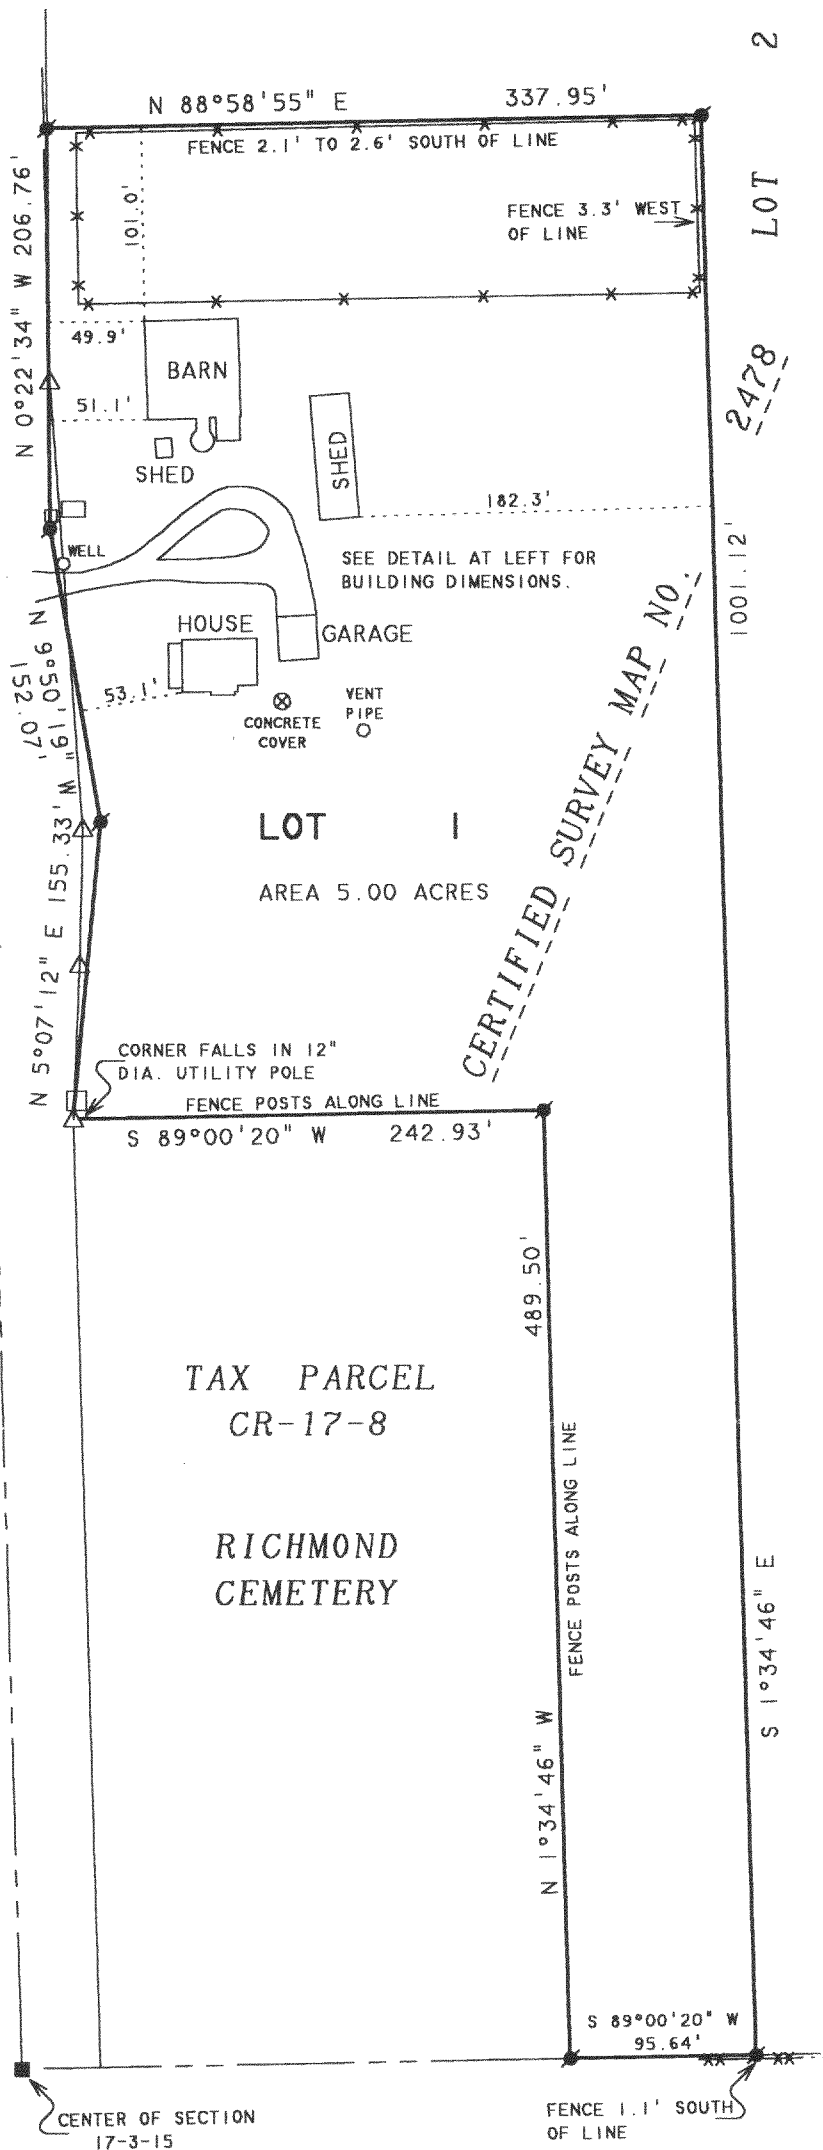 LOT 2
N 88°58'55" E 337.95'
FENCE 2.1' TO 2.6' SOUTH OF LINE
N 0°22'34" W 206.76'
101.0'
FENCE 3.3' WEST
OF LINE
49.9'
BARN
51.1'
SHED
SHED
182.3'
WELL
SEE DETAIL AT LEFT FOR
BUILDING DIMENSIONS.
HOUSE
GARAGE
N 9°50'19" W
152.07'
53.1'
CONCRETE
COVER
VENT
PIPE
CERTIFIED SURVEY MAP NO. 2478
1001.12'
LOT 1
AREA 5.00 ACRES
N 5°07'12" E 155.33'
CORNER FALLS IN 12"
DIA. UTILITY POLE
FENCE POSTS ALONG LINE
S 89°00'20" W 242.93'
489.50'
TAX PARCEL
CR-17-8
RICHMOND
CEMETERY
FENCE POSTS ALONG LINE
N 1°34'46" W
S 1°34'46" E
S 89°00'20" W
95.64'
CENTER OF SECTION
17-3-15
FENCE 1.1' SOUTH
OF LINE